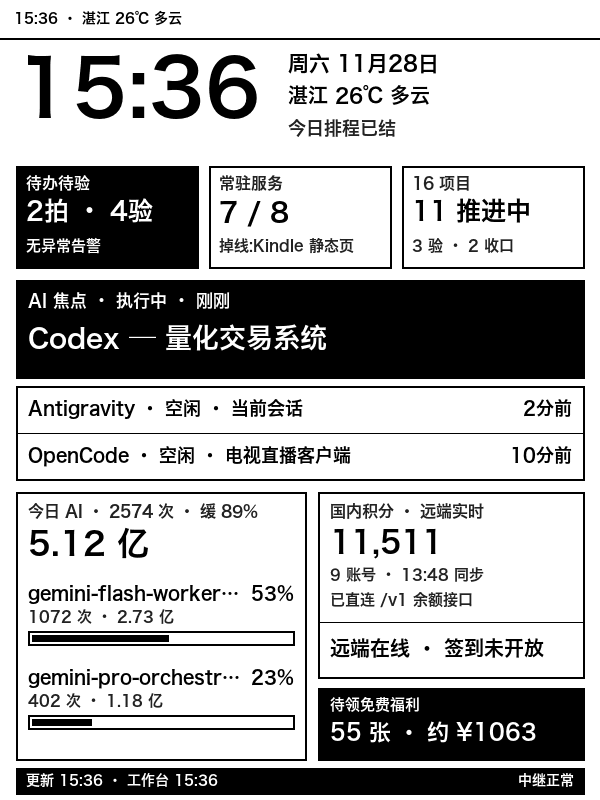 15:36 · 湛江 26℃ 多云
15:36
周六 11月28日
湛江 26℃ 多云
今日排程已结
待办待验
2拍 · 4验
无异常告警
常驻服务
7 / 8
掉线:Kindle 静态页
16 项目
11 推进中
3 验 · 2 收口
AI 焦点 · 执行中 · 刚刚
Codex — 量化交易系统
Antigravity · 空闲 · 当前会话 2分前
OpenCode · 空闲 · 电视直播客户端 10分前
今日 AI · 2574 次 · 缓 89%
5.12 亿
gemini-flash-worker··· 53%
1072 次 · 2.73 亿
gemini-pro-orchestr··· 23%
402 次 · 1.18 亿
国内积分 · 远端实时
11,511
9 账号 · 13:48 同步
已直连 /v1 余额接口
远端在线 · 签到未开放
待领免费福利
55 张 · 约 ¥1063
更新 15:36 · 工作台 15:36 中继正常